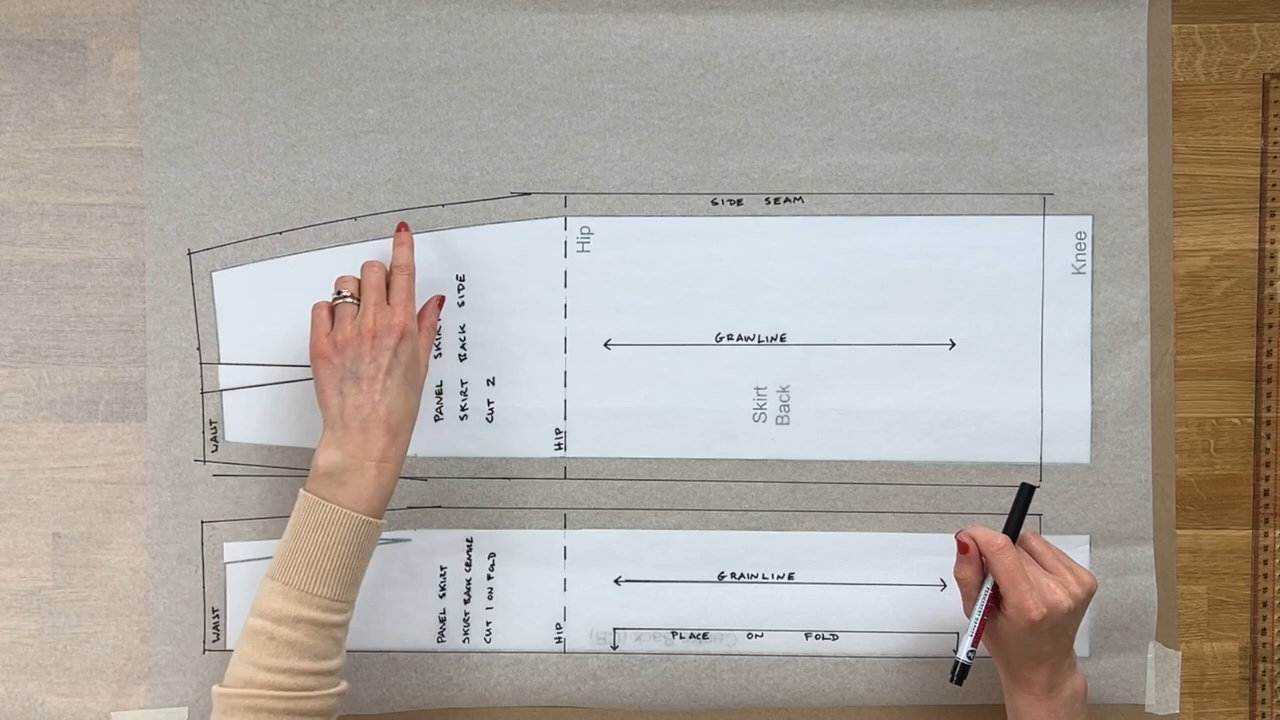 SIDE SEAM
Hip
Knee
GRAINLINE
PANEL SKIRT
SKIRT BACK SIDE
CUT 2
Skirt
Back
WAIST
HIP
GRAINLINE
PANEL SKIRT
SKIRT BACK CENTRE
CUT 1 ON FOLD
WAIST
HIP
PLACE ON FOLD